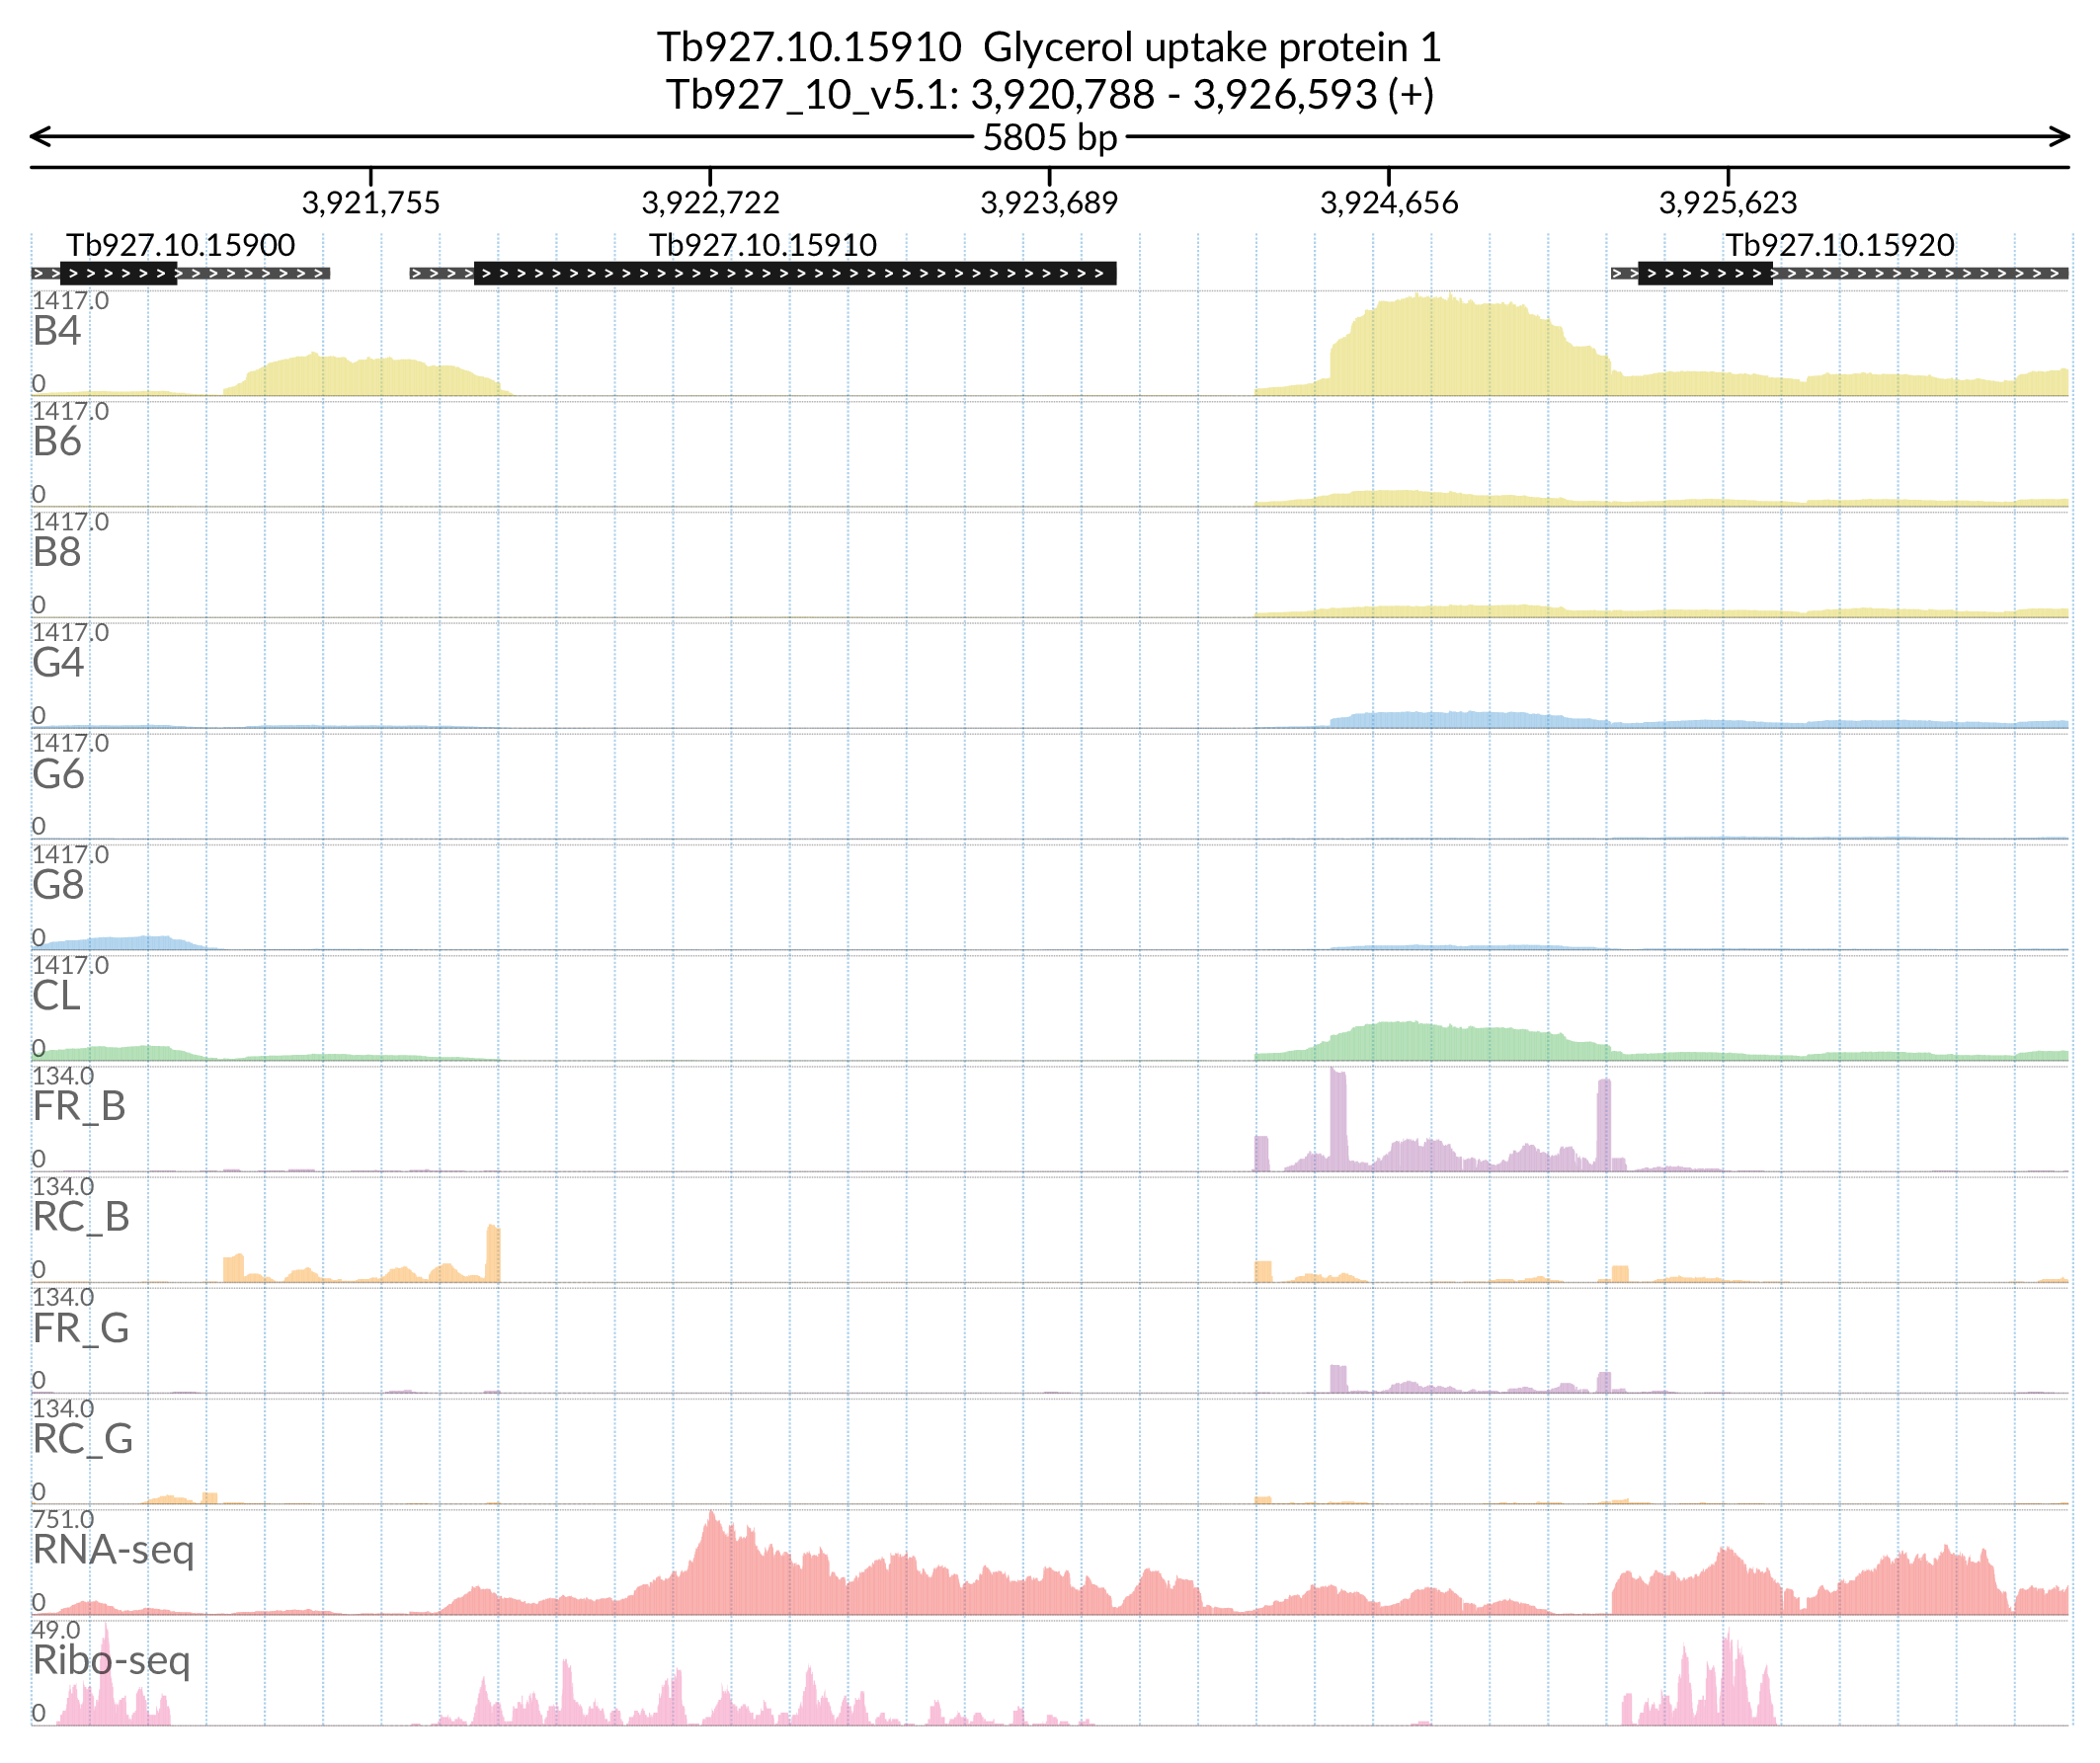 Tb927.10.15910 Glycerol uptake protein 1
Tb927_10_v5.1: 3,920,788 - 3,926,593 (+)
5805 bp
3,921,755 3,922,722 3,923,689 3,924,656 3,925,623
Tb927.10.15900 Tb927.10.15910 Tb927.10.15920
1417.0
B4
0
1417.0
B6
0
1417.0
B8
0
1417.0
G4
0
1417.0
G6
0
1417.0
G8
0
1417.0
CL
0
134.0
FR_B
0
134.0
RC_B
0
134.0
FR_G
0
134.0
RC_G
0
751.0
RNA-seq
0
49.0
Ribo-seq
0